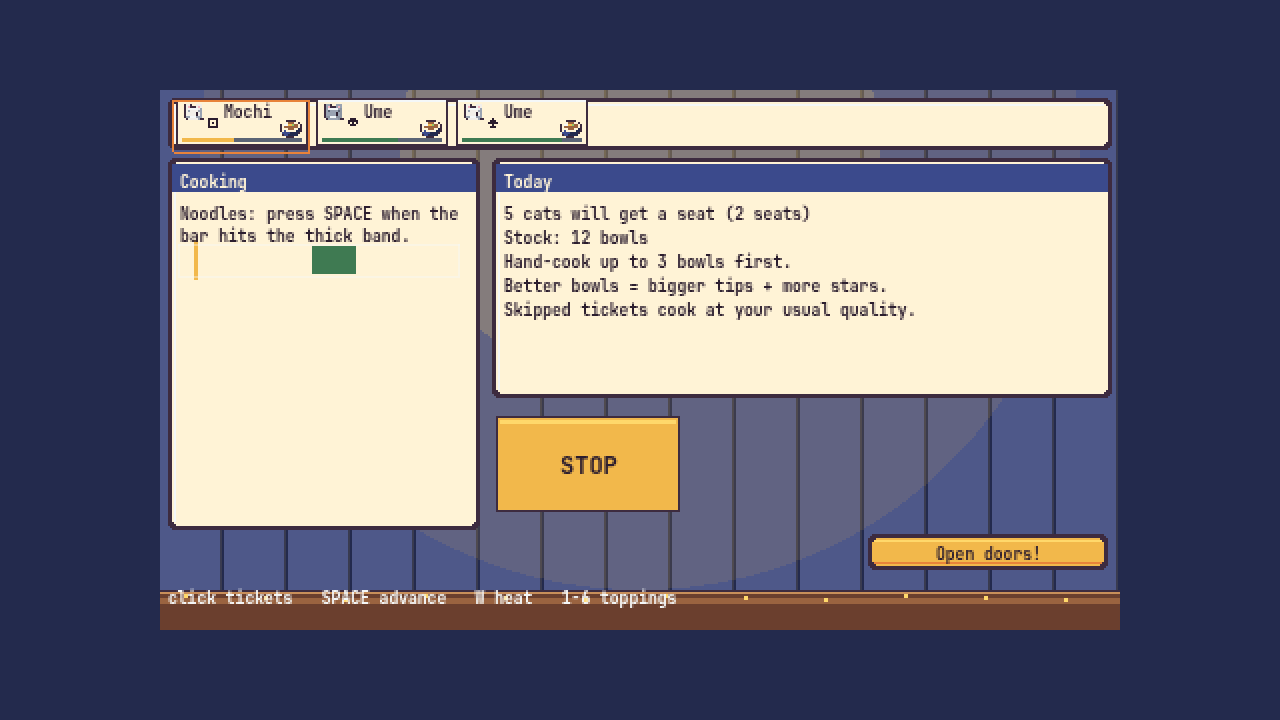 Mochi
Ume
Ume
Cooking
Noodles: press SPACE when the
bar hits the thick band.
Today
5 cats will get a seat (2 seats)
Stock: 12 bowls
Hand-cook up to 3 bowls first.
Better bowls = bigger tips + more stars.
Skipped tickets cook at your usual quality.
STOP
Open doors!
click tickets SPACE advance W heat 1-6 toppings